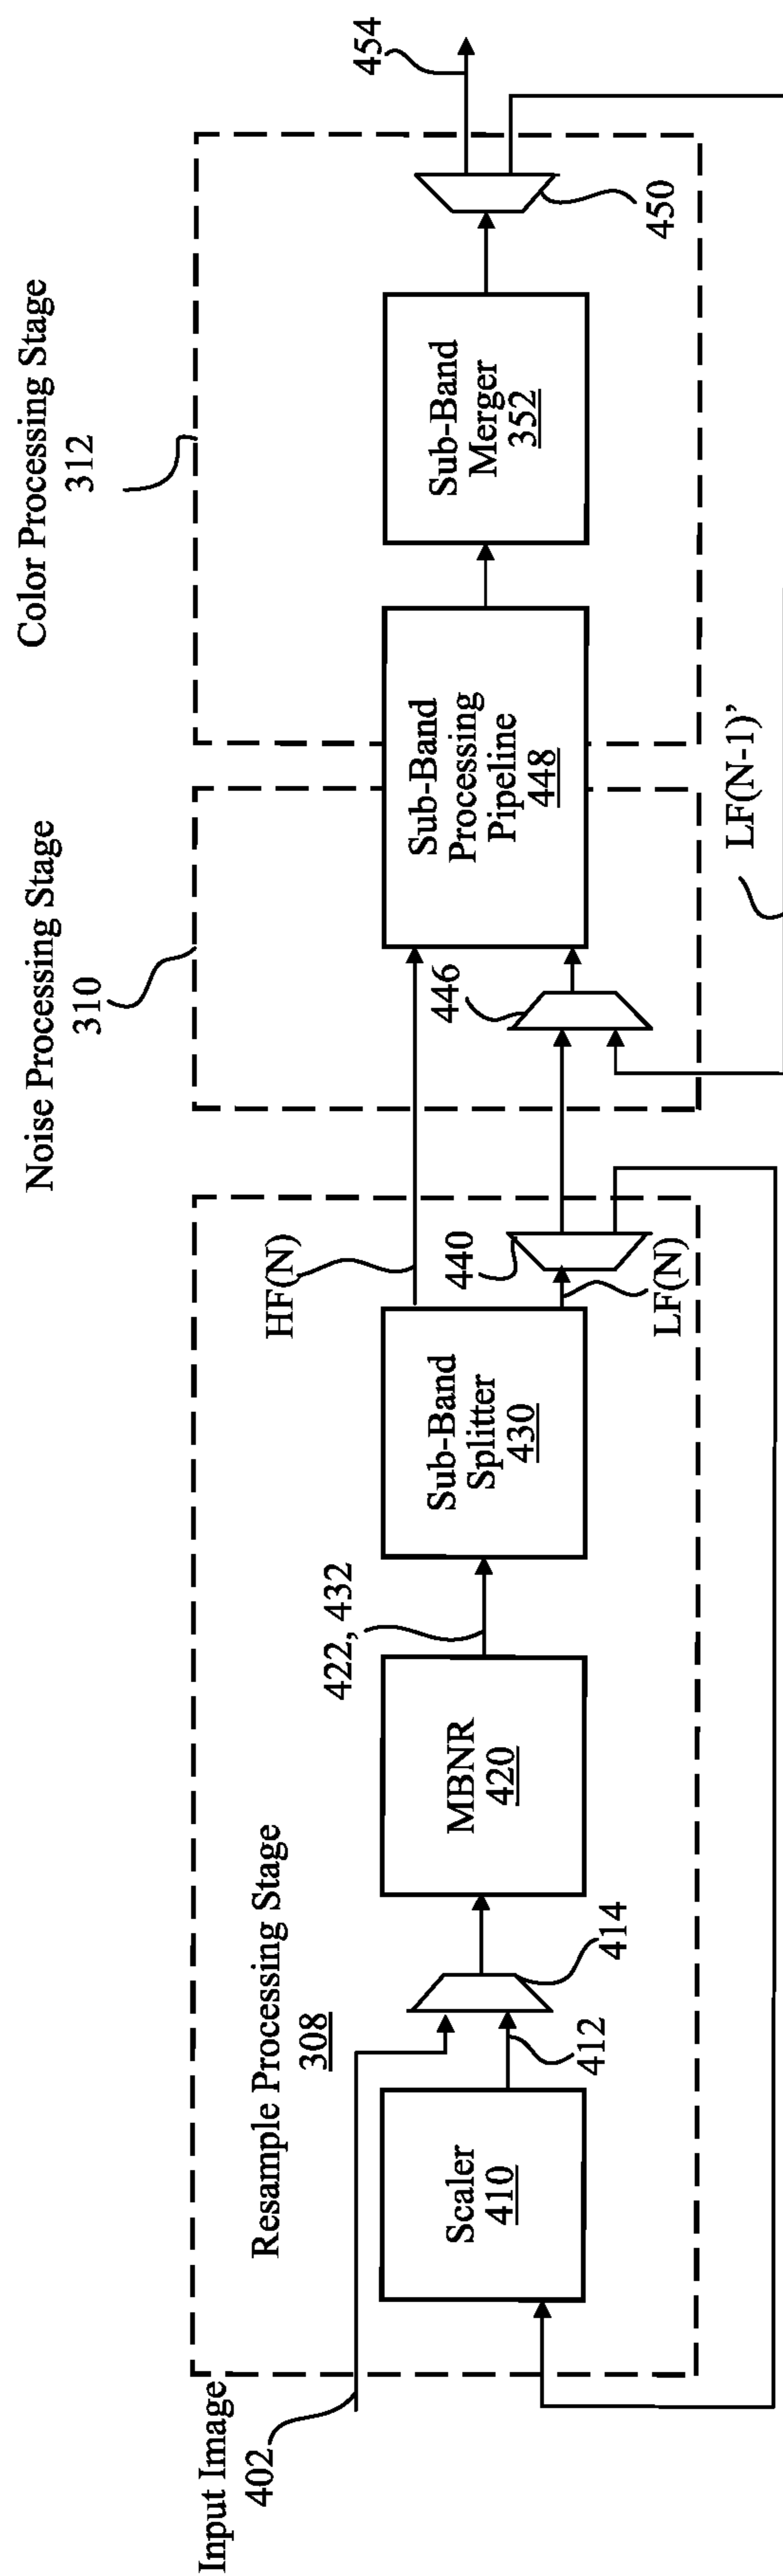 Input Image
402
Resample Processing Stage
308
Scaler
410
412
414
MBNR
420
422, 432
Sub-Band
Splitter
430
HF(N)
440
LF(N)
Noise Processing Stage
310
446
Sub-Band
Processing
Pipeline
448
LF(N-1)’
Color Processing Stage
312
Sub-Band
Merger
352
450
454